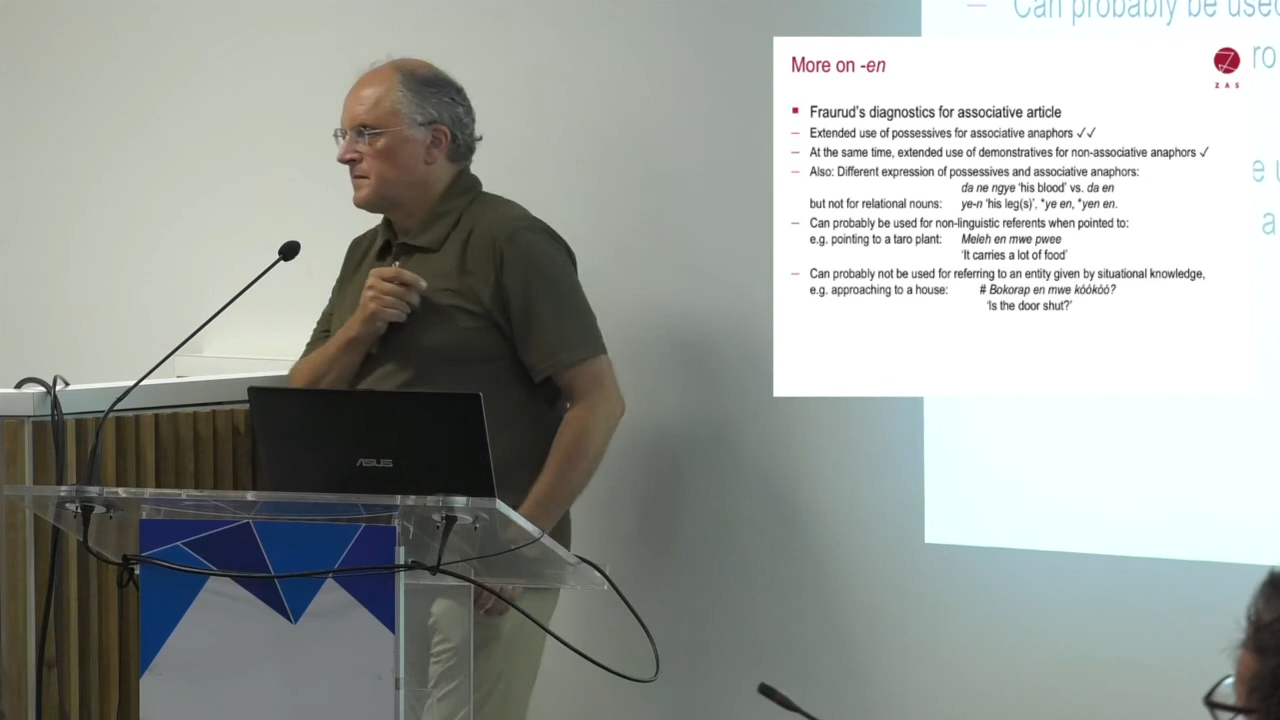 Can probably be used
More on -en
ZAS
ro
■ Fraurud's diagnostics for associative article
– Extended use of possessives for associative anaphors ✓✓
– At the same time, extended use of demonstratives for non-associative anaphors ✓
– Also: Different expression of possessives and associative anaphors:
da ne ngye 'his blood' vs. da en
but not for relational nouns: ye-n 'his leg(s)', *ye en, *yen en.
– Can probably be used for non-linguistic referents when pointed to:
e.g. pointing to a taro plant: Meleh en mwe pwee
'It carries a lot of food'
– Can probably not be used for referring to an entity given by situational knowledge,
e.g. approaching to a house: # Bokorap en mwe kóókóó?
'Is the door shut?'
e u
a
ASUS